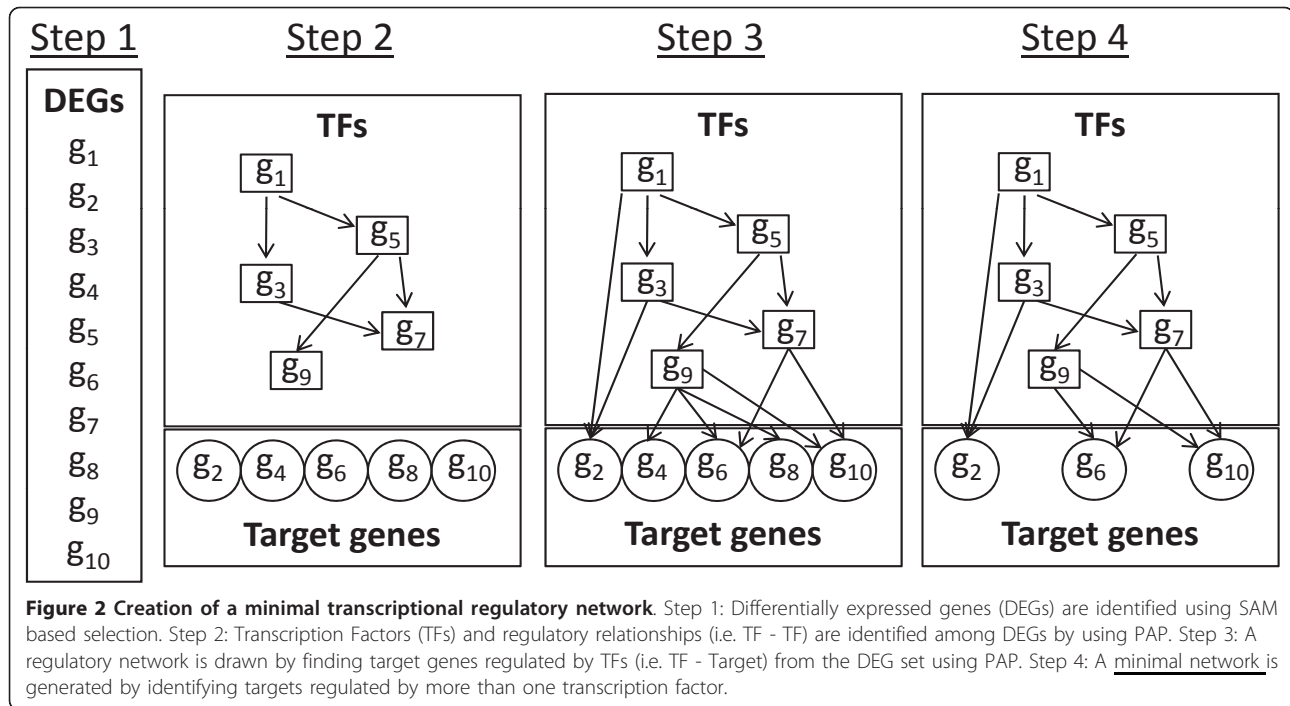 Step 1
Step 2
Step 3
Step 4
DEGs
g1
g2
g3
g4
g5
g6
g7
g8
g9
g10
TFs
g1
g5
g3
g7
g9
g2 g4 g6 g8 g10
Target genes
TFs
g1
g5
g3
g7
g9
g2 g4 g6 g8 g10
Target genes
TFs
g1
g5
g3
g7
g9
g2 g6 g10
Target genes
Figure 2 Creation of a minimal transcriptional regulatory network. Step 1: Differentially expressed genes (DEGs) are identified using SAM
based selection. Step 2: Transcription Factors (TFs) and regulatory relationships (i.e. TF - TF) are identified among DEGs by using PAP. Step 3: A
regulatory network is drawn by finding target genes regulated by TFs (i.e. TF - Target) from the DEG set using PAP. Step 4: A minimal network is
generated by identifying targets regulated by more than one transcription factor.